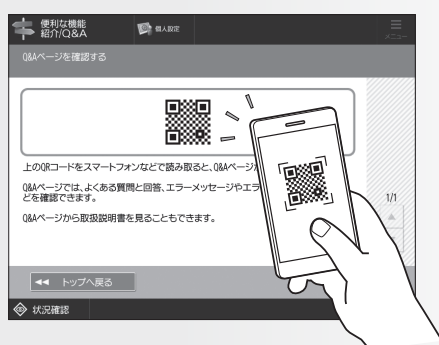 便利な機能
紹介/Q&A
個人設定
メニュー
Q&Aページを確認する
上のQRコードをスマートフォンなどで読み取ると、Q&Aページ
Q&Aページでは、よくある質問と回答、エラーメッセージやエラ
どを確認できます。
Q&Aページから取扱説明書を見ることもできます。
1/1
トップへ戻る
状況確認